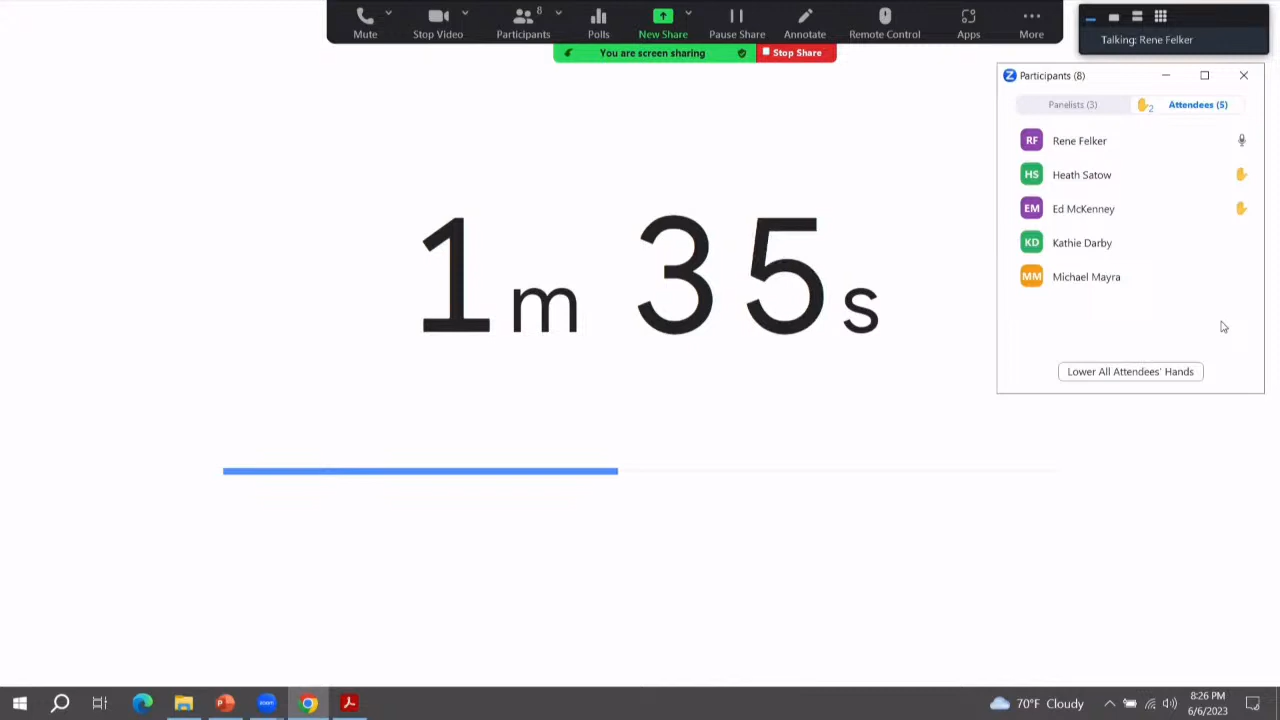 8
Mute Stop Video Participants Polls New Share Pause Share Annotate Remote Control Apps More
You are screen sharing Stop Share
Talking: Rene Felker
Z Participants (8)
Panelists (3) 2 Attendees (5)
RF Rene Felker
HS Heath Satow
EM Ed McKenney
KD Kathie Darby
MM Michael Mayra
Lower All Attendees' Hands
1m 35s
P zoom 70°F Cloudy 8:26 PM
6/6/2023